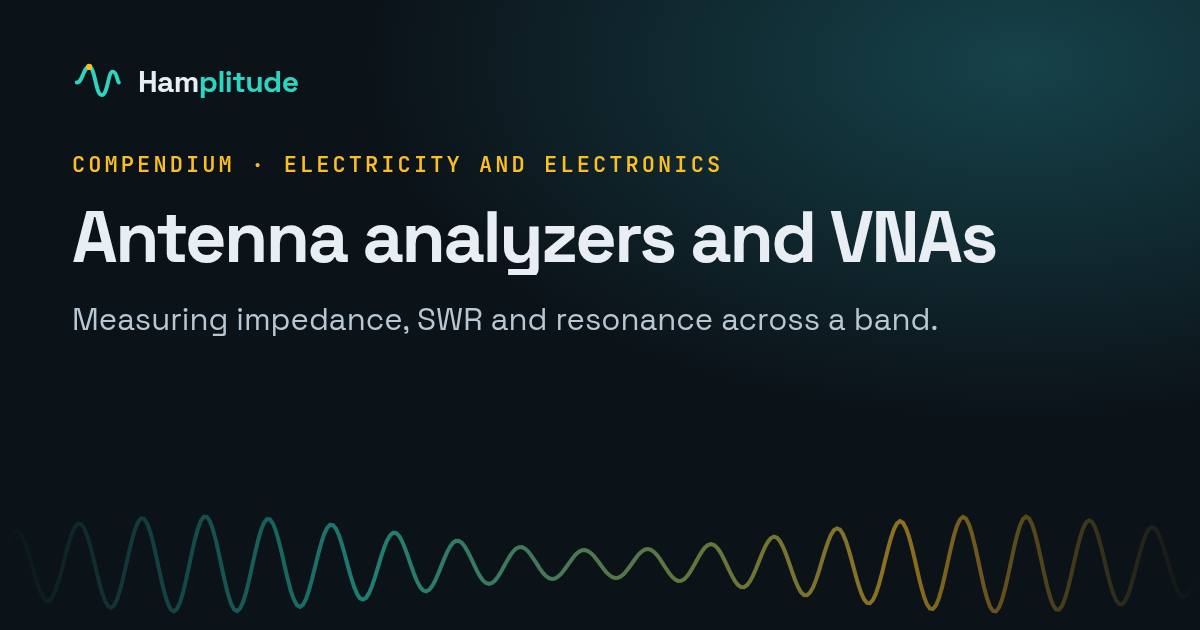 Hamplitude
COMPENDIUM · ELECTRICITY AND ELECTRONICS
Antenna analyzers and VNAs
Measuring impedance, SWR and resonance across a band.